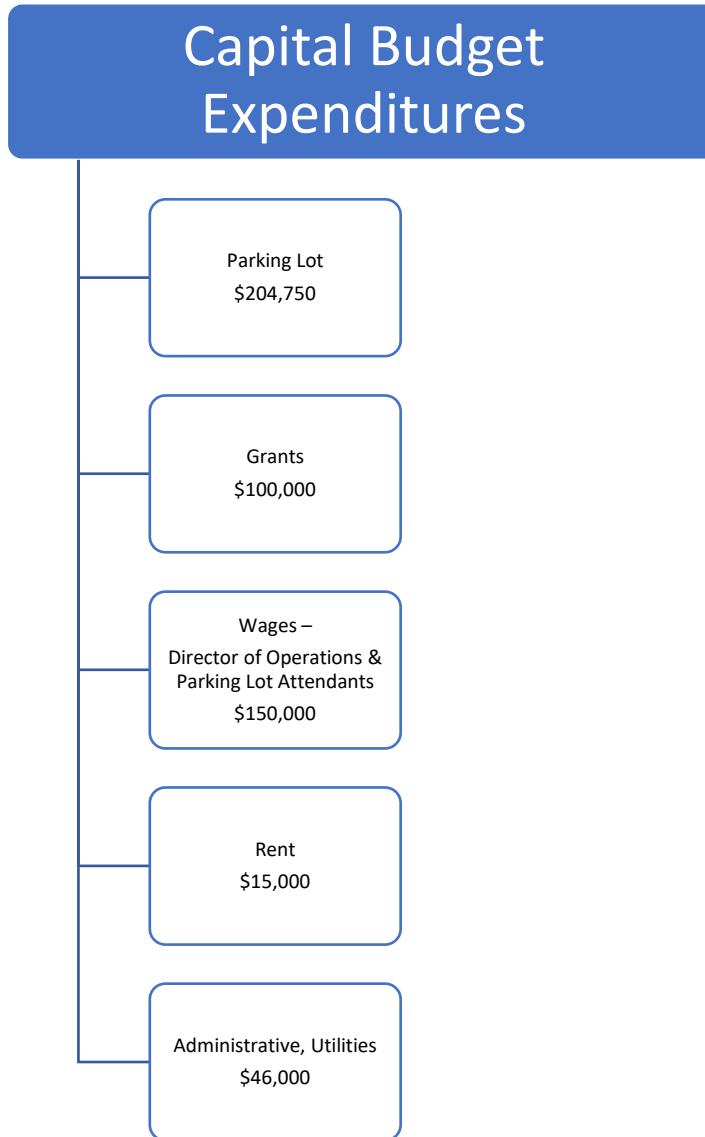 Capital Budget
Expenditures
Parking Lot
$204,750
Grants
$100,000
Wages –
Director of Operations &
Parking Lot Attendants
$150,000
Rent
$15,000
Administrative, Utilities
$46,000